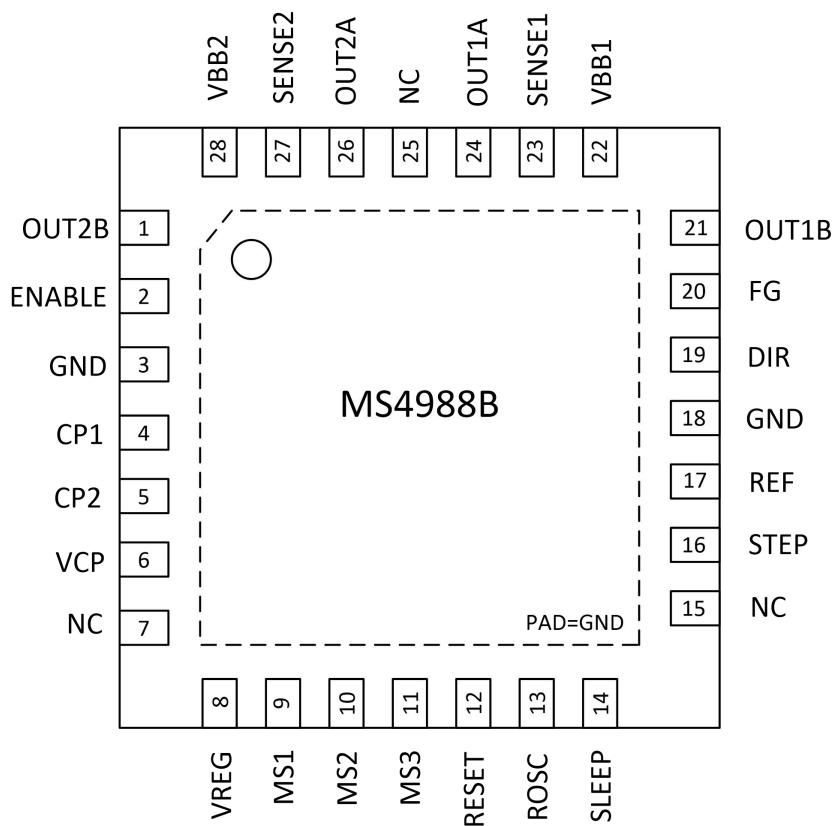 VBB2
SENSE2
OUT2A
NC
OUT1A
SENSE1
VBB1
28
27
26
25
24
23
22
OUT2B 1
ENABLE 2
GND 3
CP1 4
CP2 5
VCP 6
NC 7
MS4988B
PAD=GND
21 OUT1B
20 FG
19 DIR
18 GND
17 REF
16 STEP
15 NC
8
9
10
11
12
13
14
VREG
MS1
MS2
MS3
RESET
ROSC
SLEEP